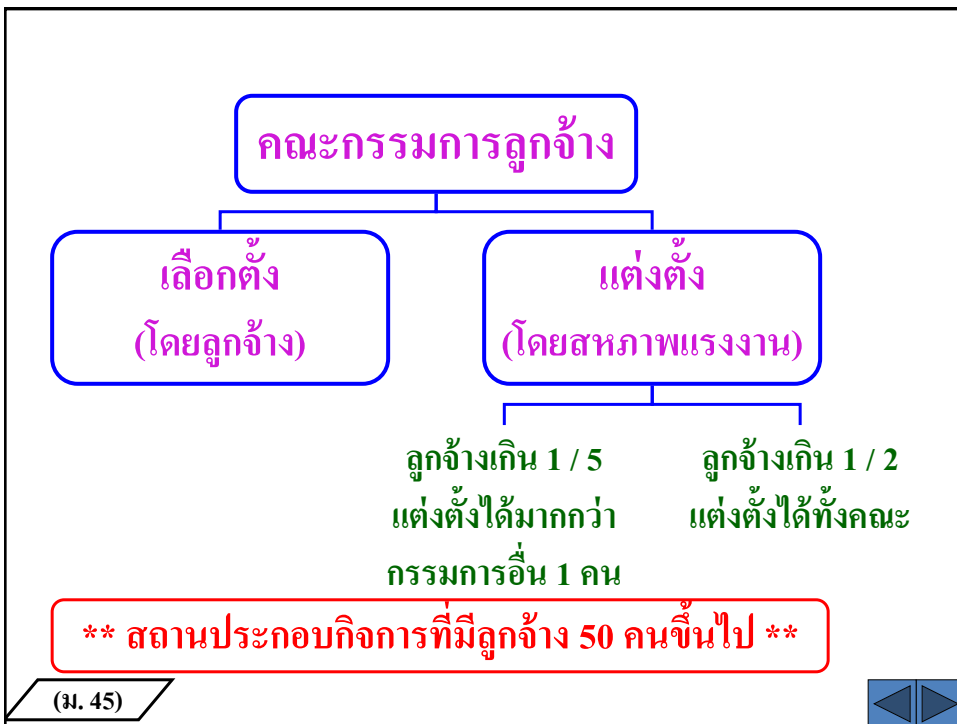 คณะกรรมการลูกจ้าง
เลือกตั้ง
(โดยลูกจ้าง)
แต่งตั้ง
(โดยสหภาพแรงงาน)
ลูกจ้างเกิน 1 / 5
แต่งตั้งได้มากกว่า
กรรมการอื่น 1 คน
ลูกจ้างเกิน 1 / 2
แต่งตั้งได้ทั้งคณะ
** สถานประกอบกิจการที่มีลูกจ้าง 50 คนขึ้นไป **
(ม. 45)